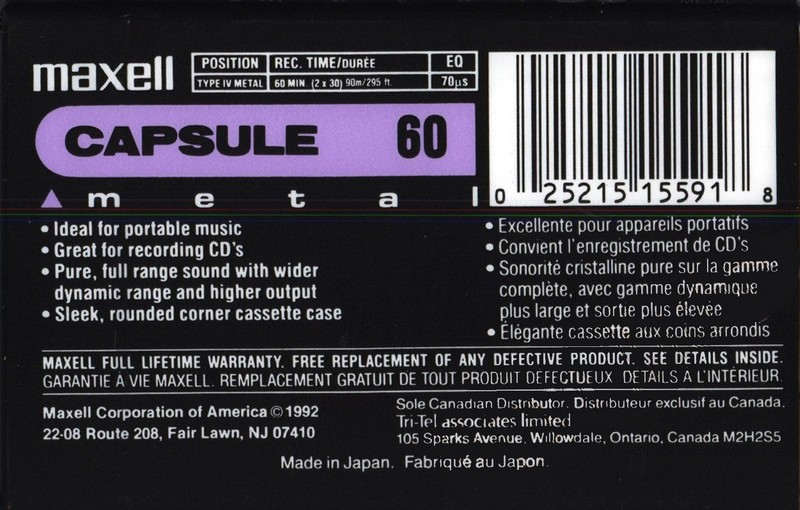 maxell
POSITION REC. TIME/DURÉE EQ
TYPE IV METAL 60 MIN (2 x 30) 90m/295 ft. 70µs
CAPSULE 60
metal
0 25215 15591 8
• Ideal for portable music
• Great for recording CD's
• Pure, full range sound with wider
dynamic range and higher output
• Sleek, rounded corner cassette case
• Excellente pour appareils portatifs
• Convient l'enregistrement de CD's
• Sonorité cristalline pure sur la gamme
complète, avec gamme dynamique
plus large et sortie plus élevée
• Élégante cassette aux coins arrondis
MAXELL FULL LIFETIME WARRANTY. FREE REPLACEMENT OF ANY DEFECTIVE PRODUCT. SEE DETAILS INSIDE.
GARANTIE À VIE MAXELL. REMPLACEMENT GRATUIT DE TOUT PRODUIT DEFECTUEUX DETAILS A L'INTÉRIEUR.
Maxell Corporation of America © 1992
22-08 Route 208, Fair Lawn, NJ 07410
Sole Canadian Distributor. Distributeur exclusif au Canada.
Tri-Tel associates limited
105 Sparks Avenue, Willowdale, Ontario, Canada M2H2S5
Made in Japan. Fabriqué au Japon.